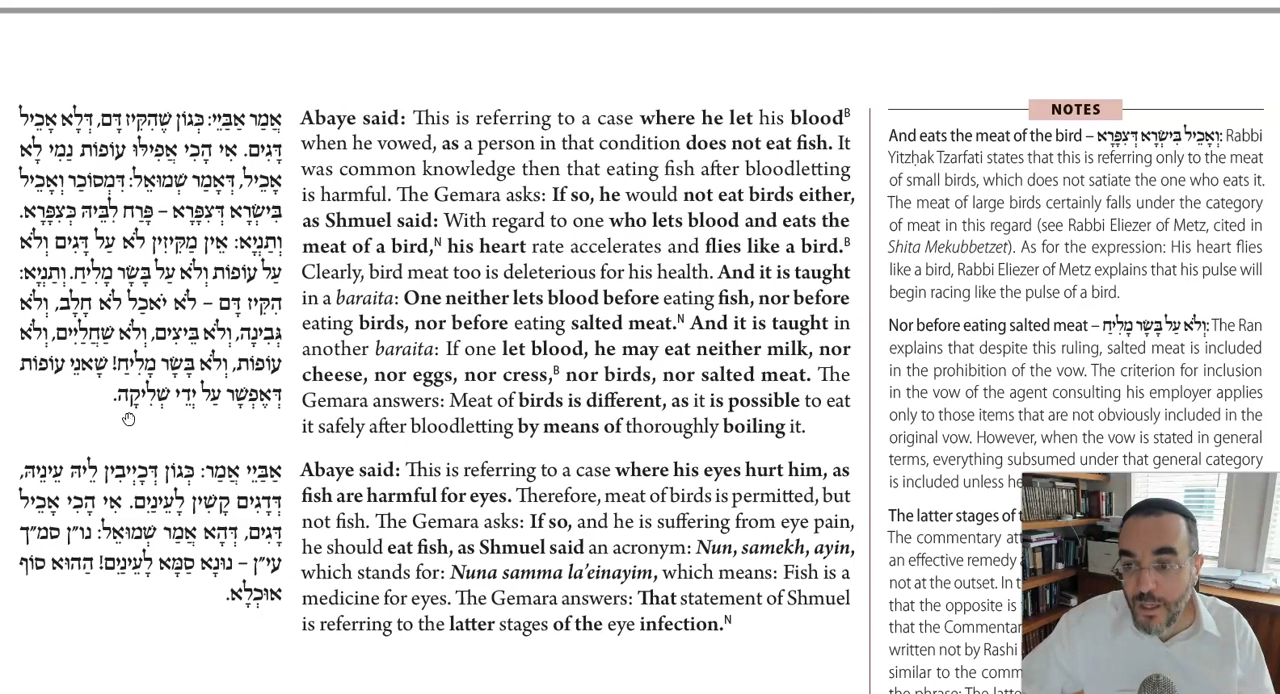 אֲמַר אַבַּיֵי: כְּגוֹן שֶׁהִקִּיז דָּם, דְּלָא אָכֵיל
דָּגִים. אִי הָכִי אֲפִילּוּ עוֹפוֹת נַמִי לָא
אָכֵיל, דְּאָמַר שְׁמוּאֵל: דִּמְסוֹכַר וְאָכֵיל
בִּישְׂרָא דְּצִפָּרָא – פָּרַח לִבֵּיהּ כְּצִפָּרָא.
וְתַנְיָא: אֵין מַקִּיזִין לֹא עַל דָּגִים וְלֹא
עַל עוֹפוֹת וְלֹא עַל בָּשָׂר מָלִיחַ. וְתַנְיָא:
הִקִּיז דָּם – לֹא יֹאכַל לֹא חָלָב, וְלֹא
גְּבִינָה, וְלֹא בֵּיצִים, וְלֹא שַׁחֲלַיִים, וְלֹא
עוֹפוֹת, וְלֹא בָּשָׂר מָלִיחַ! שָׁאנֵי עוֹפוֹת
דְּאֶפְשָׁר עַל יְדֵי שְׁלִיקָה.
אַבַּיֵי אָמַר: כְּגוֹן דְּכָיְיבִין לֵיהּ עֵינֵיהּ,
דְּדָגִים קָשִׁין לָעֵינַיִם. אִי הָכִי אָכֵיל
דָּגִים, דְּהָא אָמַר שְׁמוּאֵל: נו״ן סמ״ך
עי״ן – נוּנָא סַמָּא לָעֵינַיִם! הַהוּא סוֹף
אוּכְלָא.
Abaye said: This is referring to a case where he let his bloodᴮ
when he vowed, as a person in that condition does not eat fish. It
was common knowledge then that eating fish after bloodletting
is harmful. The Gemara asks: If so, he would not eat birds either,
as Shmuel said: With regard to one who lets blood and eats the
meat of a bird,ᴺ his heart rate accelerates and flies like a bird.ᴮ
Clearly, bird meat too is deleterious for his health. And it is taught
in a baraita: One neither lets blood before eating fish, nor before
eating birds, nor before eating salted meat.ᴺ And it is taught in
another baraita: If one let blood, he may eat neither milk, nor
cheese, nor eggs, nor cress,ᴮ nor birds, nor salted meat. The
Gemara answers: Meat of birds is different, as it is possible to eat
it safely after bloodletting by means of thoroughly boiling it.
Abaye said: This is referring to a case where his eyes hurt him, as
fish are harmful for eyes. Therefore, meat of birds is permitted, but
not fish. The Gemara asks: If so, and he is suffering from eye pain,
he should eat fish, as Shmuel said an acronym: Nun, samekh, ayin,
which stands for: Nuna samma la'einayim, which means: Fish is a
medicine for eyes. The Gemara answers: That statement of Shmuel
is referring to the latter stages of the eye infection.ᴺ
NOTES
And eats the meat of the bird – וְאָכֵיל בִּישְׂרָא דְּצִפָּרָא: Rabbi
Yitzḥak Tzarfati states that this is referring only to the meat
of small birds, which does not satiate the one who eats it.
The meat of large birds certainly falls under the category
of meat in this regard (see Rabbi Eliezer of Metz, cited in
Shita Mekubbetzet). As for the expression: His heart flies
like a bird, Rabbi Eliezer of Metz explains that his pulse will
begin racing like the pulse of a bird.
Nor before eating salted meat – וְלֹא עַל בָּשָׂר מָלִיחַ: The Ran
explains that despite this ruling, salted meat is included
in the prohibition of the vow. The criterion for inclusion
in the vow of the agent consulting his employer applies
only to those items that are not obviously included in the
original vow. However, when the vow is stated in general
terms, everything subsumed under that general category
is included unless he
The latter stages of
The commentary
an effective remedy
not at the outset. In
that the opposite is
that the Commentar
written not by Rashi
similar to the comm
the phrase: The